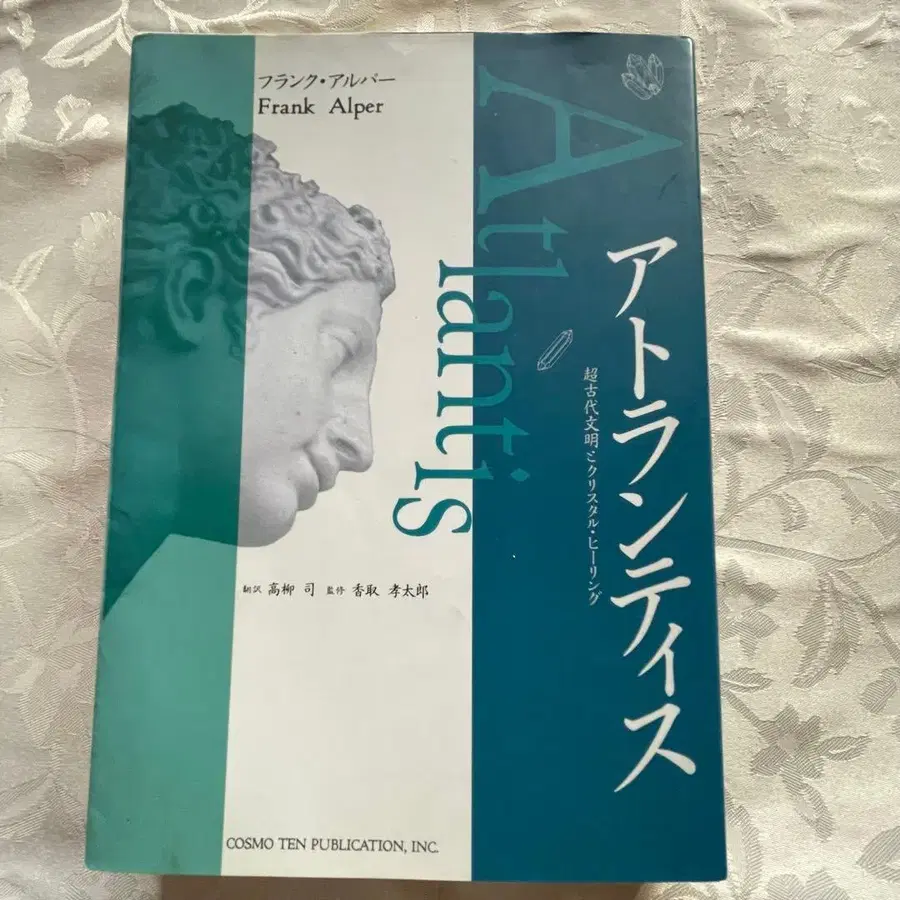 フランク・アルパー
Frank Alper
Atlantis
アトランティス
超古代文明とクリスタル・ヒーリング
翻訳 高柳 司 監修 香取 孝太郎
COSMO TEN PUBLICATION, INC.